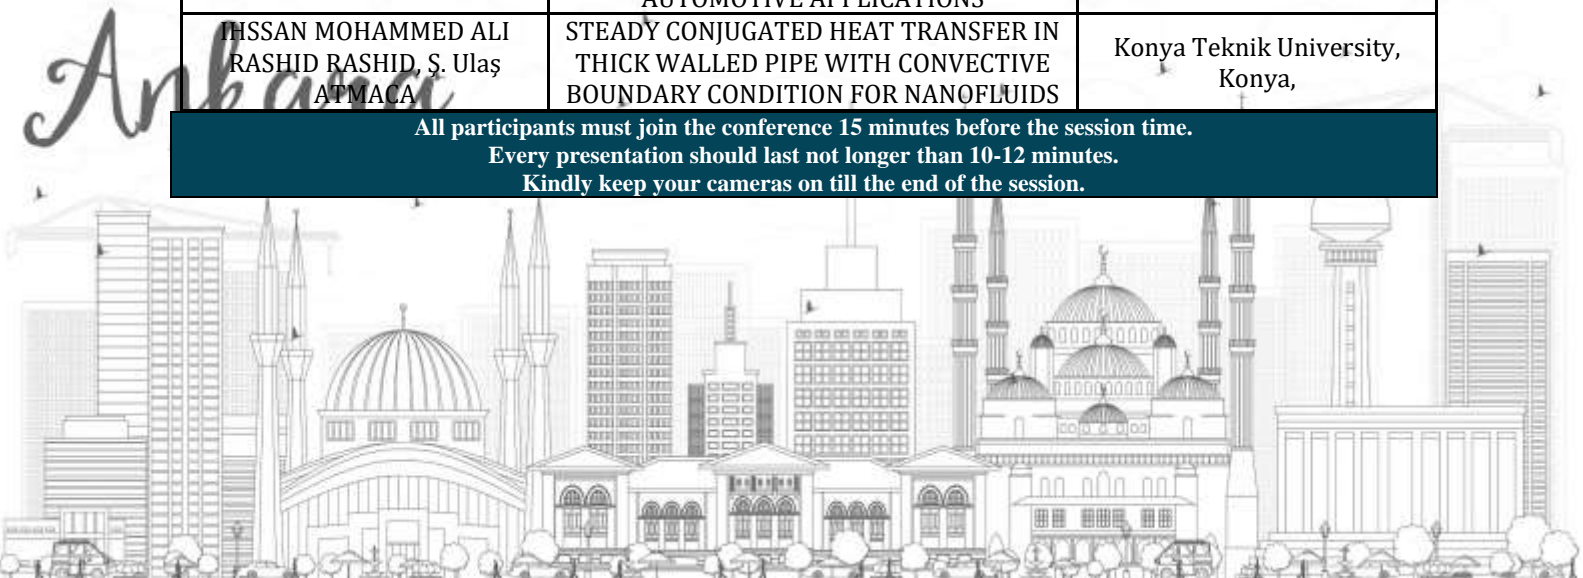 AUTOMOTIVE APPLICATIONS
IHSSAN MOHAMMED ALI
RASHID RASHID, Ş. Ulaş
ATMACA
STEADY CONJUGATED HEAT TRANSFER IN
THICK WALLED PIPE WITH CONVECTIVE
BOUNDARY CONDITION FOR NANOFLUIDS
Konya Teknik University,
Konya,
Ankara
All participants must join the conference 15 minutes before the session time.
Every presentation should last not longer than 10-12 minutes.
Kindly keep your cameras on till the end of the session.